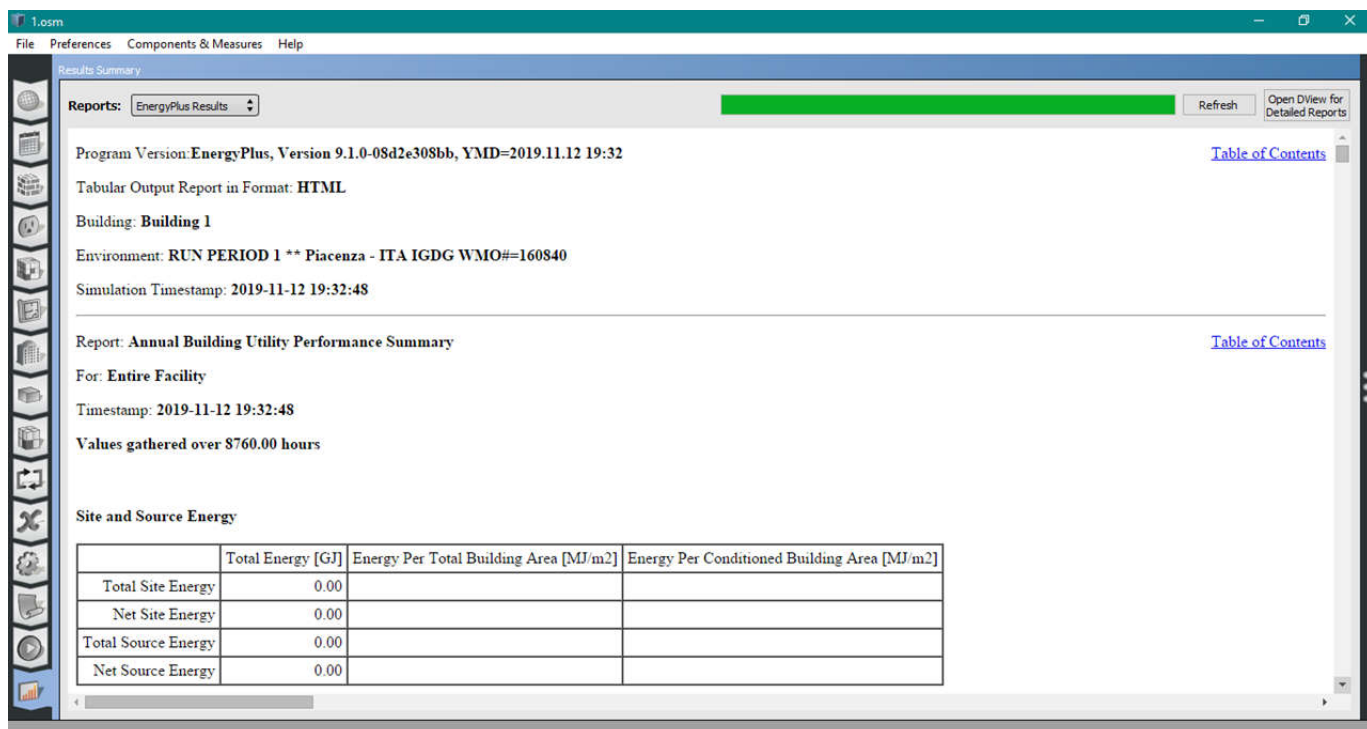 1.osm
File Preferences Components & Measures Help
Results Summary
Reports: EnergyPlus Results Refresh Open DView for
Detailed Reports
Program Version:EnergyPlus, Version 9.1.0-08d2e308bb, YMD=2019.11.12 19:32 Table of Contents
Tabular Output Report in Format: HTML
Building: Building 1
Environment: RUN PERIOD 1 ** Piacenza - ITA IGDG WMO#=160840
Simulation Timestamp: 2019-11-12 19:32:48
Report: Annual Building Utility Performance Summary Table of Contents
For: Entire Facility
Timestamp: 2019-11-12 19:32:48
Values gathered over 8760.00 hours
Site and Source Energy
Total Energy [GJ] Energy Per Total Building Area [MJ/m2] Energy Per Conditioned Building Area [MJ/m2]
Total Site Energy 0.00
Net Site Energy 0.00
Total Source Energy 0.00
Net Source Energy 0.00